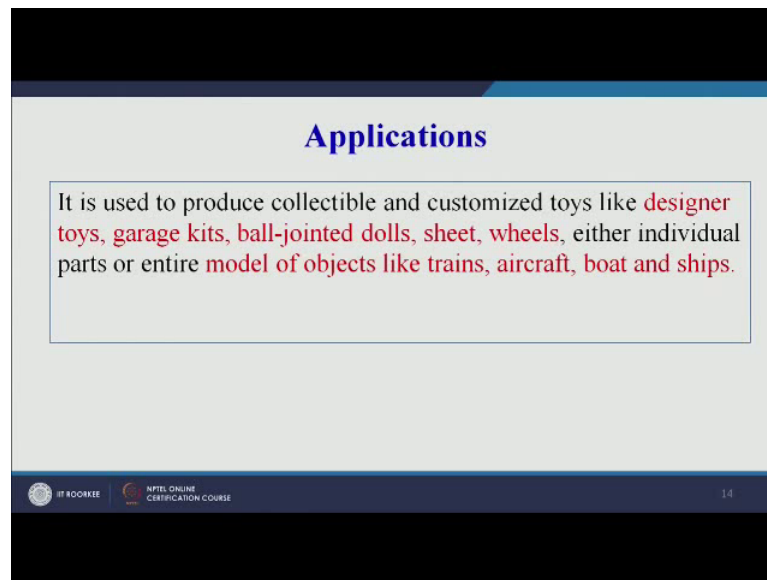 Applications
It is used to produce collectible and customized toys like designer
toys, garage kits, ball-jointed dolls, sheet, wheels, either individual
parts or entire model of objects like trains, aircraft, boat and ships.
IIT ROORKEE
NPTEL ONLINE
CERTIFICATION COURSE
14